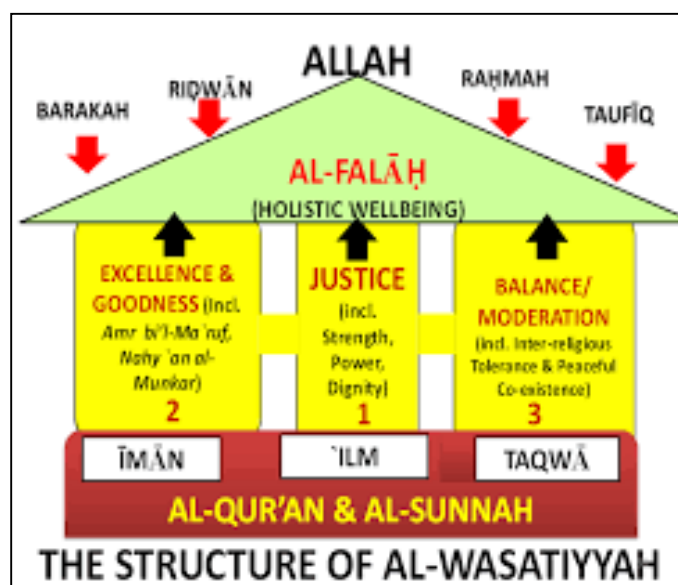 ALLAH
BARAKAH
RIḌWĀN
RAḤMAH
TAUFĪQ
AL-FALĀḤ
(HOLISTIC WELLBEING)
EXCELLENCE &
GOODNESS (Incl.
Amr bi'l-Ma`ruf,
Nahy `an al-
Munkar)
2
JUSTICE
(incl.
Strength,
Power,
Dignity)
1
BALANCE/
MODERATION
(incl. Inter-religious
Tolerance & Peaceful
Co-existence)
3
ĪMĀN
`ILM
TAQWĀ
AL-QUR'AN & AL-SUNNAH
THE STRUCTURE OF AL-WASATIYYAH